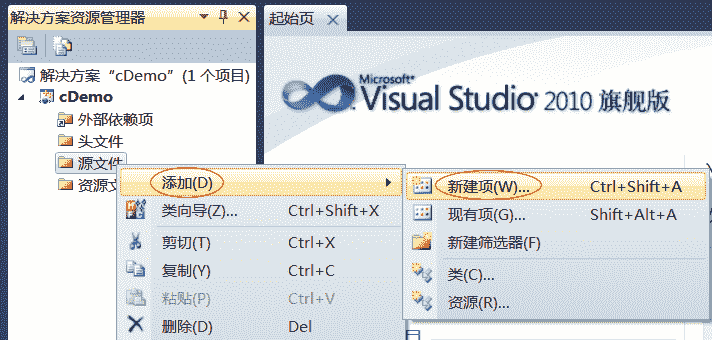 解决方案资源管理器
起始页
解决方案“cDemo”(1 个项目)
cDemo
外部依赖项
头文件
源文件
资源文
Microsoft
Visual Studio 2010 旗舰版
添加(D)
类向导(Z)... Ctrl+Shift+X
剪切(T) Ctrl+X
复制(Y) Ctrl+C
粘贴(P) Ctrl+V
删除(D) Del
新建项(W)... Ctrl+Shift+A
现有项(G)... Shift+Alt+A
新建筛选器(F)
类(C)...
资源(R)...